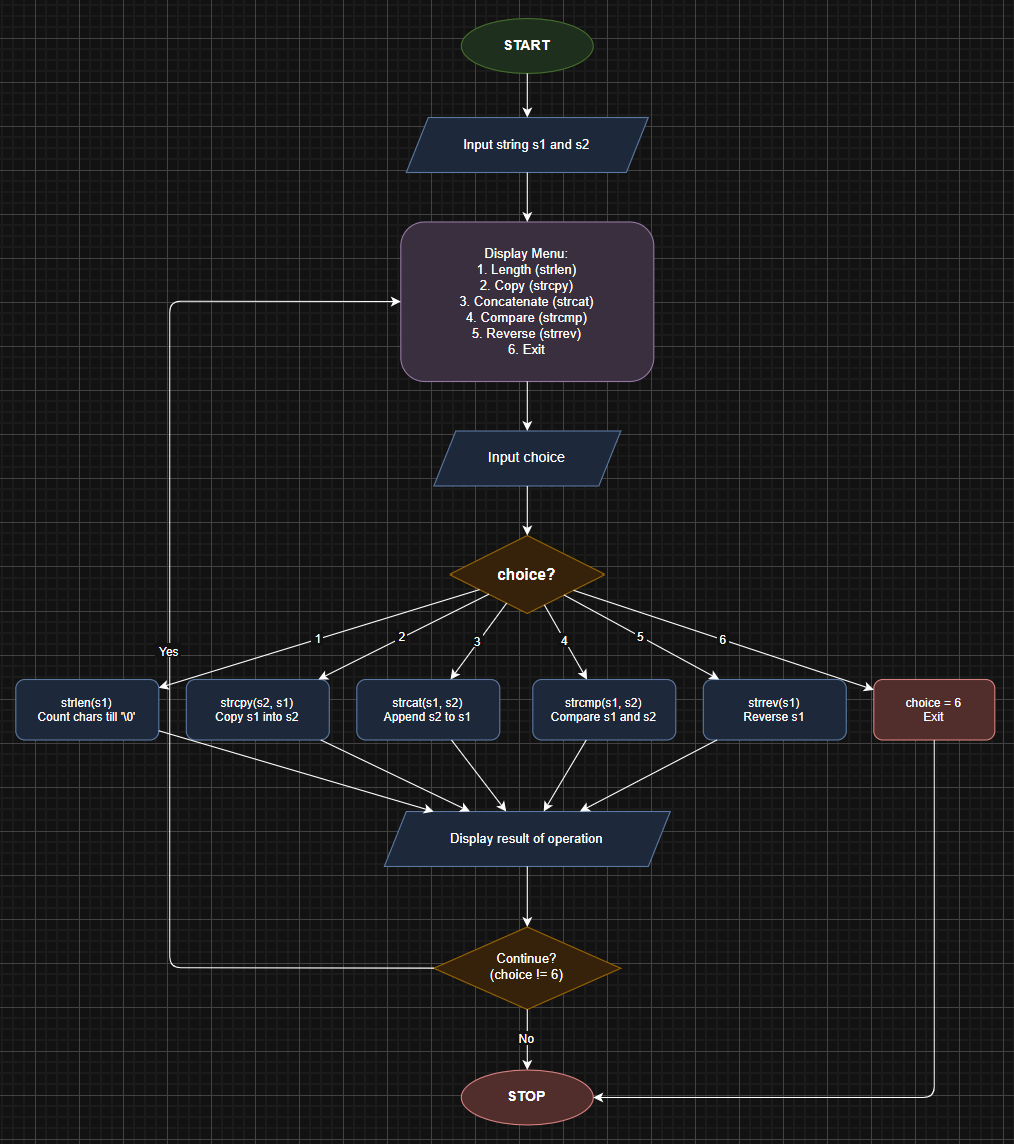 START
Input string s1 and s2
Display Menu:
1. Length (strlen)
2. Copy (strcpy)
3. Concatenate (strcat)
4. Compare (strcmp)
5. Reverse (strrev)
6. Exit
Input choice
choice?
1
2
3
4
5
6
Yes
strlen(s1)
Count chars till '\0'
strcpy(s2, s1)
Copy s1 into s2
strcat(s1, s2)
Append s2 to s1
strcmp(s1, s2)
Compare s1 and s2
strrev(s1)
Reverse s1
choice = 6
Exit
Display result of operation
Continue?
(choice != 6)
No
STOP